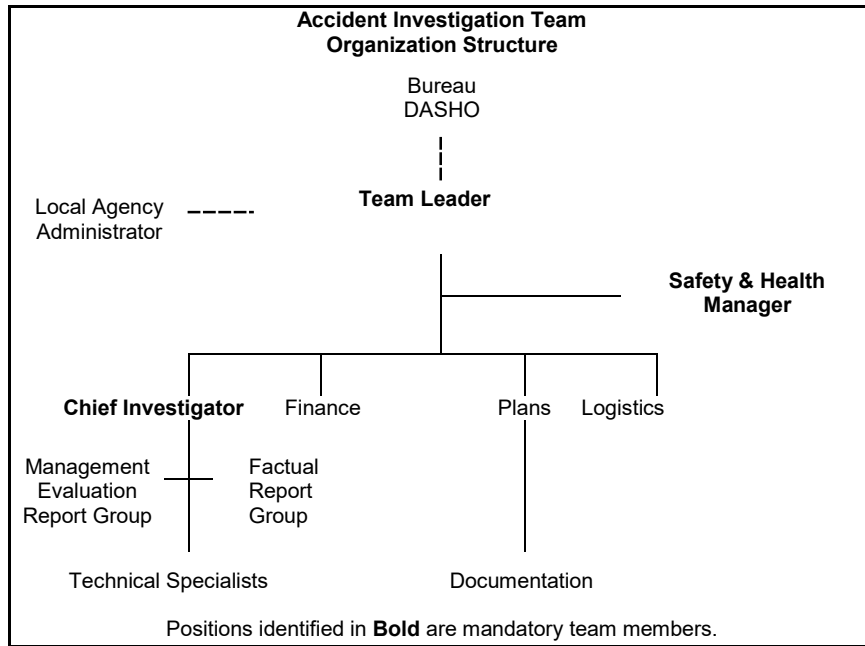 Accident Investigation Team
Organization Structure
Bureau
DASHO
Team Leader
Local Agency
Administrator
Safety & Health
Manager
Chief Investigator
Finance
Plans
Logistics
Management
Evaluation
Report Group
Factual
Report
Group
Technical Specialists
Documentation
Positions identified in Bold are mandatory team members.